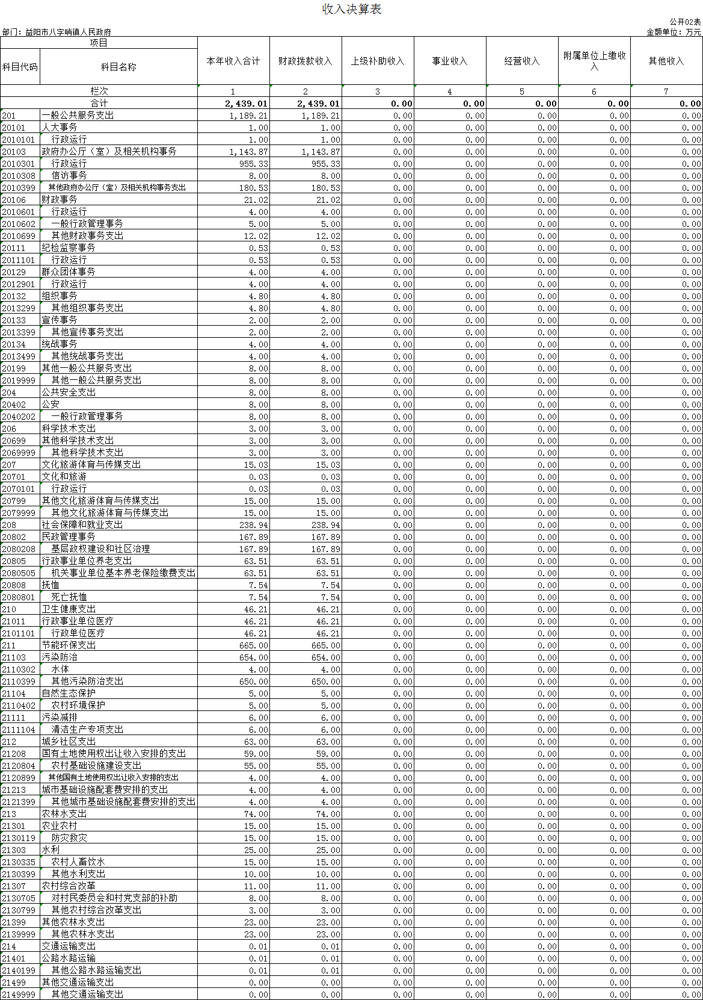 收入决算表
公开02表
部门：益阳市八字哨镇人民政府 金额单位：万元
项目
科目代码 科目名称 本年收入合计 财政拨款收入 上级补助收入 事业收入 经营收入 附属单位上缴收入 其他收入
栏次 1 2 3 4 5 6 7
合计 2,439.01 2,439.01 0.00 0.00 0.00 0.00 0.00
201 一般公共服务支出 1,189.21 1,189.21 0.00 0.00 0.00 0.00 0.00
20101 人大事务 1.00 1.00 0.00 0.00 0.00 0.00 0.00
2010101 行政运行 1.00 1.00 0.00 0.00 0.00 0.00 0.00
20103 政府办公厅（室）及相关机构事务 1,143.87 1,143.87 0.00 0.00 0.00 0.00 0.00
2010301 行政运行 955.33 955.33 0.00 0.00 0.00 0.00 0.00
2010308 信访事务 8.00 8.00 0.00 0.00 0.00 0.00 0.00
2010399 其他政府办公厅（室）及相关机构事务支出 180.53 180.53 0.00 0.00 0.00 0.00 0.00
20106 财政事务 21.02 21.02 0.00 0.00 0.00 0.00 0.00
2010601 行政运行 4.00 4.00 0.00 0.00 0.00 0.00 0.00
2010602 一般行政管理事务 5.00 5.00 0.00 0.00 0.00 0.00 0.00
2010699 其他财政事务支出 12.02 12.02 0.00 0.00 0.00 0.00 0.00
20111 纪检监察事务 0.53 0.53 0.00 0.00 0.00 0.00 0.00
2011101 行政运行 0.53 0.53 0.00 0.00 0.00 0.00 0.00
20129 群众团体事务 4.00 4.00 0.00 0.00 0.00 0.00 0.00
2012901 行政运行 4.00 4.00 0.00 0.00 0.00 0.00 0.00
20132 组织事务 4.80 4.80 0.00 0.00 0.00 0.00 0.00
2013299 其他组织事务支出 4.80 4.80 0.00 0.00 0.00 0.00 0.00
20133 宣传事务 2.00 2.00 0.00 0.00 0.00 0.00 0.00
2013399 其他宣传事务支出 2.00 2.00 0.00 0.00 0.00 0.00 0.00
20134 统战事务 4.00 4.00 0.00 0.00 0.00 0.00 0.00
2013499 其他统战事务支出 4.00 4.00 0.00 0.00 0.00 0.00 0.00
20199 其他一般公共服务支出 8.00 8.00 0.00 0.00 0.00 0.00 0.00
2019999 其他一般公共服务支出 8.00 8.00 0.00 0.00 0.00 0.00 0.00
204 公共安全支出 8.00 8.00 0.00 0.00 0.00 0.00 0.00
20402 公安 8.00 8.00 0.00 0.00 0.00 0.00 0.00
2040202 一般行政管理事务 8.00 8.00 0.00 0.00 0.00 0.00 0.00
206 科学技术支出 3.00 3.00 0.00 0.00 0.00 0.00 0.00
20699 其他科学技术支出 3.00 3.00 0.00 0.00 0.00 0.00 0.00
2069999 其他科学技术支出 3.00 3.00 0.00 0.00 0.00 0.00 0.00
207 文化旅游体育与传媒支出 15.03 15.03 0.00 0.00 0.00 0.00 0.00
20701 文化和旅游 0.03 0.03 0.00 0.00 0.00 0.00 0.00
2070101 行政运行 0.03 0.03 0.00 0.00 0.00 0.00 0.00
20799 其他文化旅游体育与传媒支出 15.00 15.00 0.00 0.00 0.00 0.00 0.00
2079999 其他文化旅游体育与传媒支出 15.00 15.00 0.00 0.00 0.00 0.00 0.00
208 社会保障和就业支出 238.94 238.94 0.00 0.00 0.00 0.00 0.00
20802 民政管理事务 167.89 167.89 0.00 0.00 0.00 0.00 0.00
2080208 基层政权建设和社区治理 167.89 167.89 0.00 0.00 0.00 0.00 0.00
20805 行政事业单位养老支出 63.51 63.51 0.00 0.00 0.00 0.00 0.00
2080505 机关事业单位基本养老保险缴费支出 63.51 63.51 0.00 0.00 0.00 0.00 0.00
20808 抚恤 7.54 7.54 0.00 0.00 0.00 0.00 0.00
2080801 死亡抚恤 7.54 7.54 0.00 0.00 0.00 0.00 0.00
210 卫生健康支出 46.21 46.21 0.00 0.00 0.00 0.00 0.00
21011 行政事业单位医疗 46.21 46.21 0.00 0.00 0.00 0.00 0.00
2101101 行政单位医疗 46.21 46.21 0.00 0.00 0.00 0.00 0.00
211 节能环保支出 665.00 665.00 0.00 0.00 0.00 0.00 0.00
21103 污染防治 654.00 654.00 0.00 0.00 0.00 0.00 0.00
2110302 水体 4.00 4.00 0.00 0.00 0.00 0.00 0.00
2110399 其他污染防治支出 650.00 650.00 0.00 0.00 0.00 0.00 0.00
21104 自然生态保护 5.00 5.00 0.00 0.00 0.00 0.00 0.00
2110402 农村环境保护 5.00 5.00 0.00 0.00 0.00 0.00 0.00
21111 污染减排 6.00 6.00 0.00 0.00 0.00 0.00 0.00
2111104 清洁生产专项支出 6.00 6.00 0.00 0.00 0.00 0.00 0.00
212 城乡社区支出 63.00 63.00 0.00 0.00 0.00 0.00 0.00
21208 国有土地使用权出让收入安排的支出 59.00 59.00 0.00 0.00 0.00 0.00 0.00
2120804 农村基础设施建设支出 55.00 55.00 0.00 0.00 0.00 0.00 0.00
2120899 其他国有土地使用权出让收入安排的支出 4.00 4.00 0.00 0.00 0.00 0.00 0.00
21213 城市基础设施配套费安排的支出 4.00 4.00 0.00 0.00 0.00 0.00 0.00
2121399 其他城市基础设施配套费安排的支出 4.00 4.00 0.00 0.00 0.00 0.00 0.00
213 农林水支出 74.00 74.00 0.00 0.00 0.00 0.00 0.00
21301 农业农村 15.00 15.00 0.00 0.00 0.00 0.00 0.00
2130119 防灾救灾 15.00 15.00 0.00 0.00 0.00 0.00 0.00
21303 水利 25.00 25.00 0.00 0.00 0.00 0.00 0.00
2130335 农村人畜饮水 15.00 15.00 0.00 0.00 0.00 0.00 0.00
2130399 其他水利支出 10.00 10.00 0.00 0.00 0.00 0.00 0.00
21307 农村综合改革 11.00 11.00 0.00 0.00 0.00 0.00 0.00
2130705 对村民委员会和村党支部的补助 8.00 8.00 0.00 0.00 0.00 0.00 0.00
2130799 其他农村综合改革支出 3.00 3.00 0.00 0.00 0.00 0.00 0.00
21399 其他农林水支出 23.00 23.00 0.00 0.00 0.00 0.00 0.00
2139999 其他农林水支出 23.00 23.00 0.00 0.00 0.00 0.00 0.00
214 交通运输支出 0.01 0.01 0.00 0.00 0.00 0.00 0.00
21401 公路水路运输 0.01 0.01 0.00 0.00 0.00 0.00 0.00
2140199 其他公路水路运输支出 0.01 0.01 0.00 0.00 0.00 0.00 0.00
21499 其他交通运输支出 0.00 0.00 0.00 0.00 0.00 0.00 0.00
2149999 其他交通运输支出 0.00 0.00 0.00 0.00 0.00 0.00 0.00